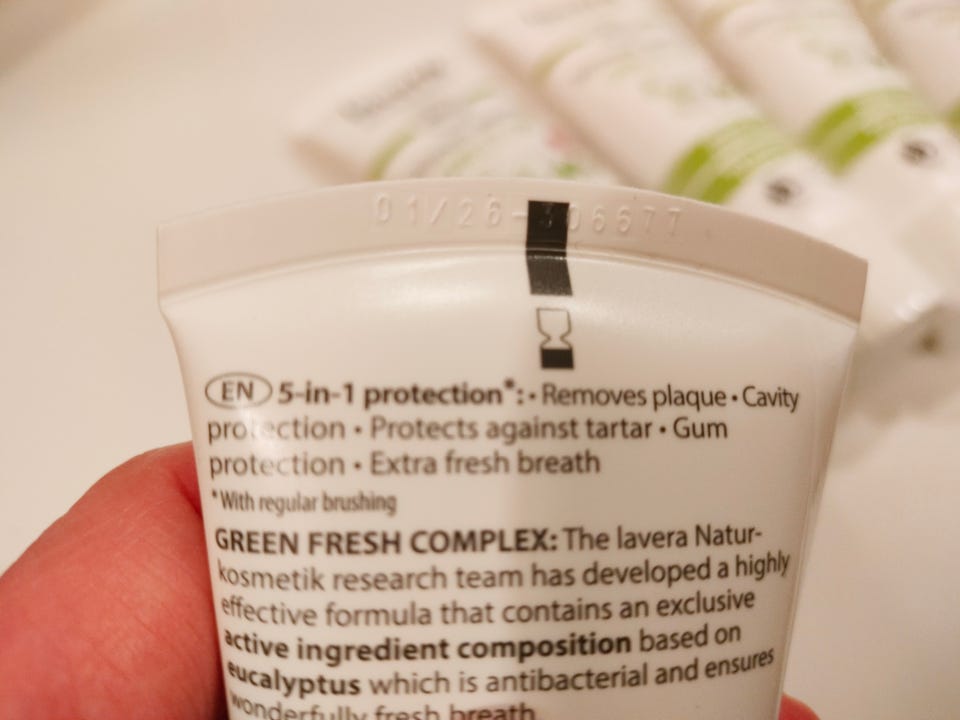 01/26- 06677
EN 5-in-1 protection*: • Removes plaque • Cavity
protection • Protects against tartar • Gum
protection • Extra fresh breath
*With regular brushing
GREEN FRESH COMPLEX: The lavera Natur-
kosmetik research team has developed a highly
effective formula that contains an exclusive
active ingredient composition based on
eucalyptus which is antibacterial and ensures
wonderfully fresh breath